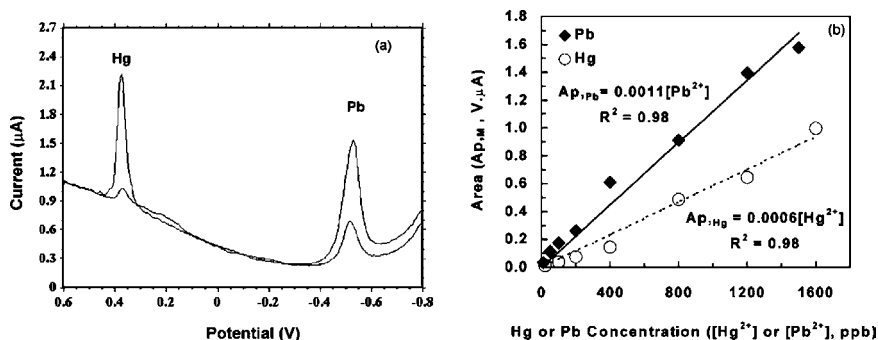 (a)
Hg
Pb
Current (μA)
2.7
2.4
2.1
1.8
1.5
1.2
0.9
0.6
0.3
0
0.6 0.4 0.2 0 -0.2 -0.4 -0.6 -0.8
Potential (V)
(b)
Pb
Hg
Ap,Pb = 0.0011[Pb2+]
R2 = 0.98
Ap,Hg = 0.0006[Hg2+]
R2 = 0.98
Area (Ap,M , V.μA)
1.8
1.6
1.4
1.2
1.0
0.8
0.6
0.4
0.2
0.0
0 400 800 1200 1600
Hg or Pb Concentration ([Hg2+] or [Pb2+], ppb)